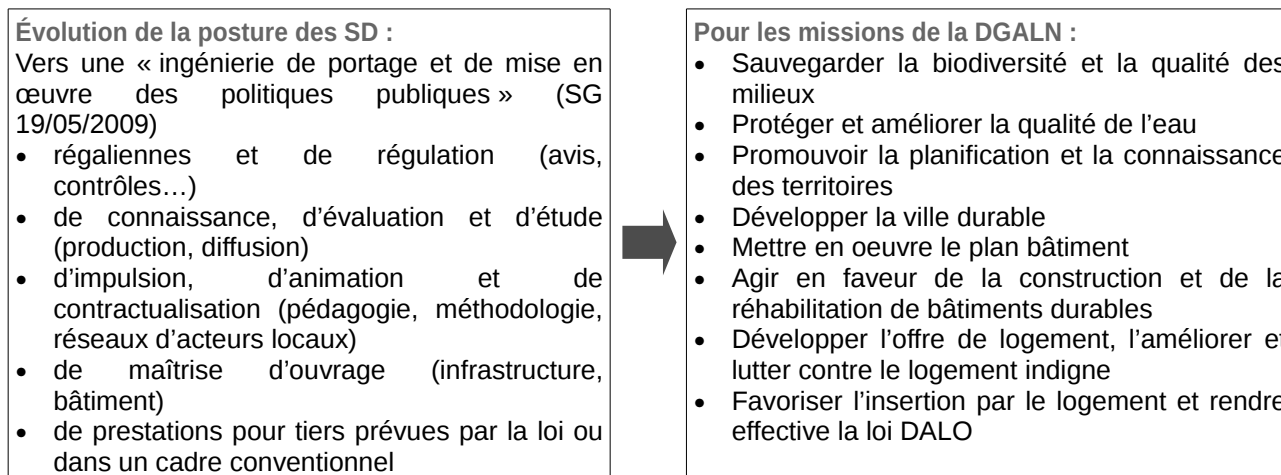 Évolution de la posture des SD :
Vers une « ingénierie de portage et de mise en
œuvre des politiques publiques » (SG
19/05/2009)
• régaliennes et de régulation (avis,
contrôles…)
• de connaissance, d’évaluation et d’étude
(production, diffusion)
• d’impulsion, d’animation et de
contractualisation (pédagogie, méthodologie,
réseaux d’acteurs locaux)
• de maîtrise d’ouvrage (infrastructure,
bâtiment)
• de prestations pour tiers prévues par la loi ou
dans un cadre conventionnel
Pour les missions de la DGALN :
• Sauvegarder la biodiversité et la qualité des
milieux
• Protéger et améliorer la qualité de l’eau
• Promouvoir la planification et la connaissance
des territoires
• Développer la ville durable
• Mettre en oeuvre le plan bâtiment
• Agir en faveur de la construction et de la
réhabilitation de bâtiments durables
• Développer l’offre de logement, l’améliorer et
lutter contre le logement indigne
• Favoriser l’insertion par le logement et rendre
effective la loi DALO